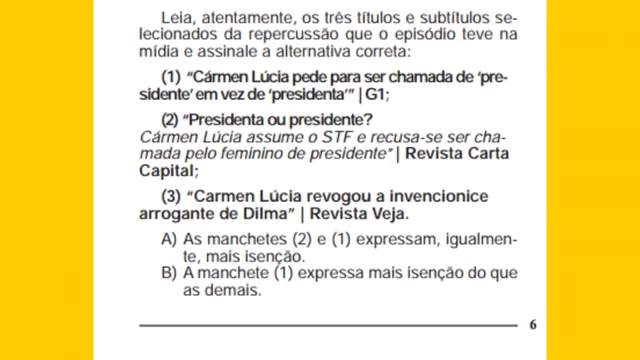 Leia, atentamente, os três títulos e subtítulos se-
lecionados da repercussão que o episódio teve na
mídia e assinale a alternativa correta:
(1) “Cármen Lúcia pede para ser chamada de ‘pre-
sidente’ em vez de ‘presidenta’” | G1;
(2) “Presidenta ou presidente?
Cármen Lúcia assume o STF e recusa-se ser cha-
mada pelo feminino de presidente” | Revista Carta
Capital;
(3) “Carmen Lúcia revogou a invencionice
arrogante de Dilma” | Revista Veja.
A) As manchetes (2) e (1) expressam, igualmen-
te, mais isenção.
B) A manchete (1) expressa mais isenção do que
as demais.
6